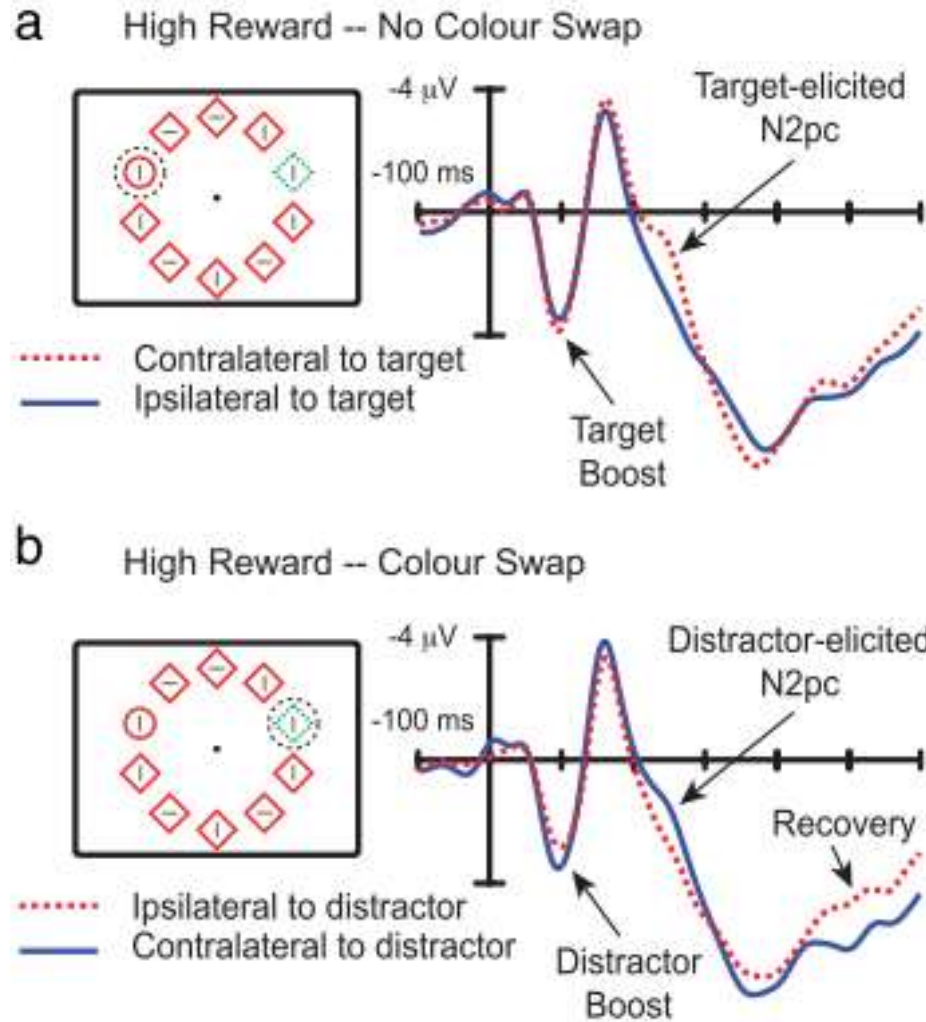 a
High Reward -- No Colour Swap
-4 µV
-100 ms
Target-elicited
N2pc
Contralateral to target
Ipsilateral to target
Target
Boost
b
High Reward -- Colour Swap
-4 µV
-100 ms
Distractor-elicited
N2pc
Recovery
Ipsilateral to distractor
Contralateral to distractor
Distractor
Boost